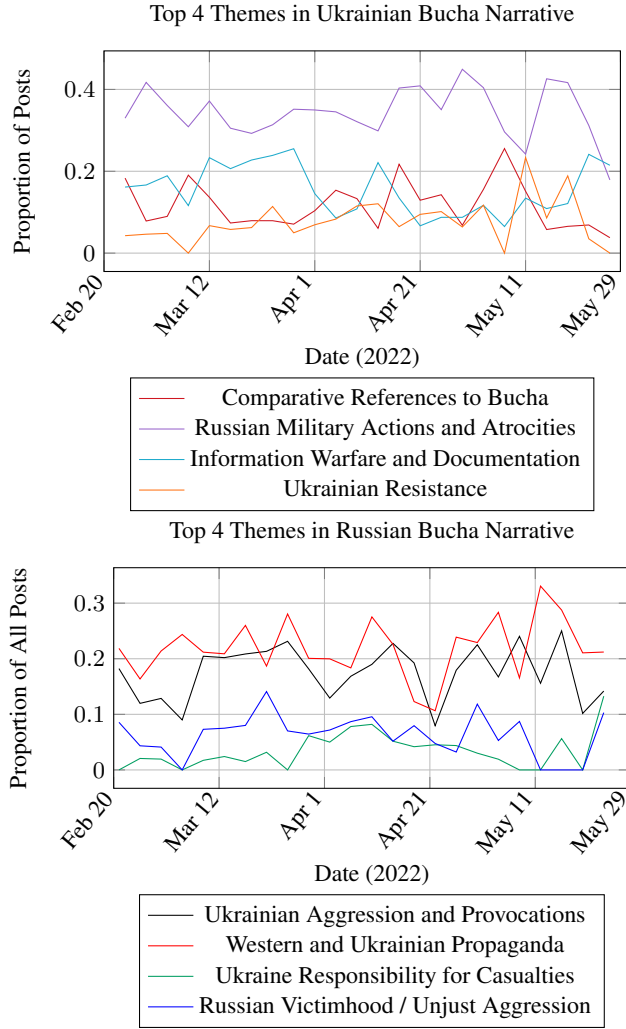 Top 4 Themes in Ukrainian Bucha Narrative
Proportion of Posts
0.4
0.2
0
Feb 20
Mar 12
Apr 1
Apr 21
May 11
May 29
Date (2022)
Comparative References to Bucha
Russian Military Actions and Atrocities
Information Warfare and Documentation
Ukrainian Resistance
Top 4 Themes in Russian Bucha Narrative
Proportion of All Posts
0.3
0.2
0.1
0
Feb 20
Mar 12
Apr 1
Apr 21
May 11
May 29
Date (2022)
Ukrainian Aggression and Provocations
Western and Ukrainian Propaganda
Ukraine Responsibility for Casualties
Russian Victimhood / Unjust Aggression